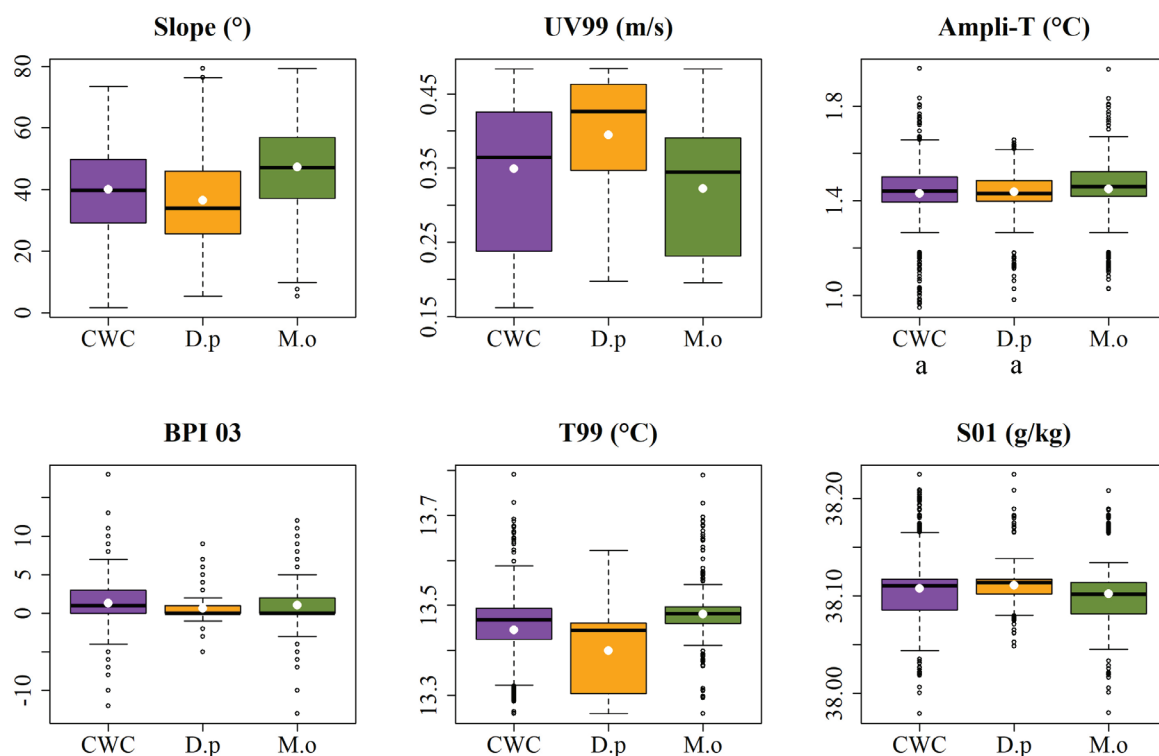 Slope (°)
80
60
40
20
0
CWC D.p M.o
UV99 (m/s)
0.45
0.35
0.25
0.15
CWC D.p M.o
Ampli-T (°C)
1.8
1.4
1.0
CWC D.p M.o
a a
BPI 03
10
5
0
-10
CWC D.p M.o
T99 (°C)
13.7
13.5
13.3
CWC D.p M.o
S01 (g/kg)
38.20
38.10
38.00
CWC D.p M.o